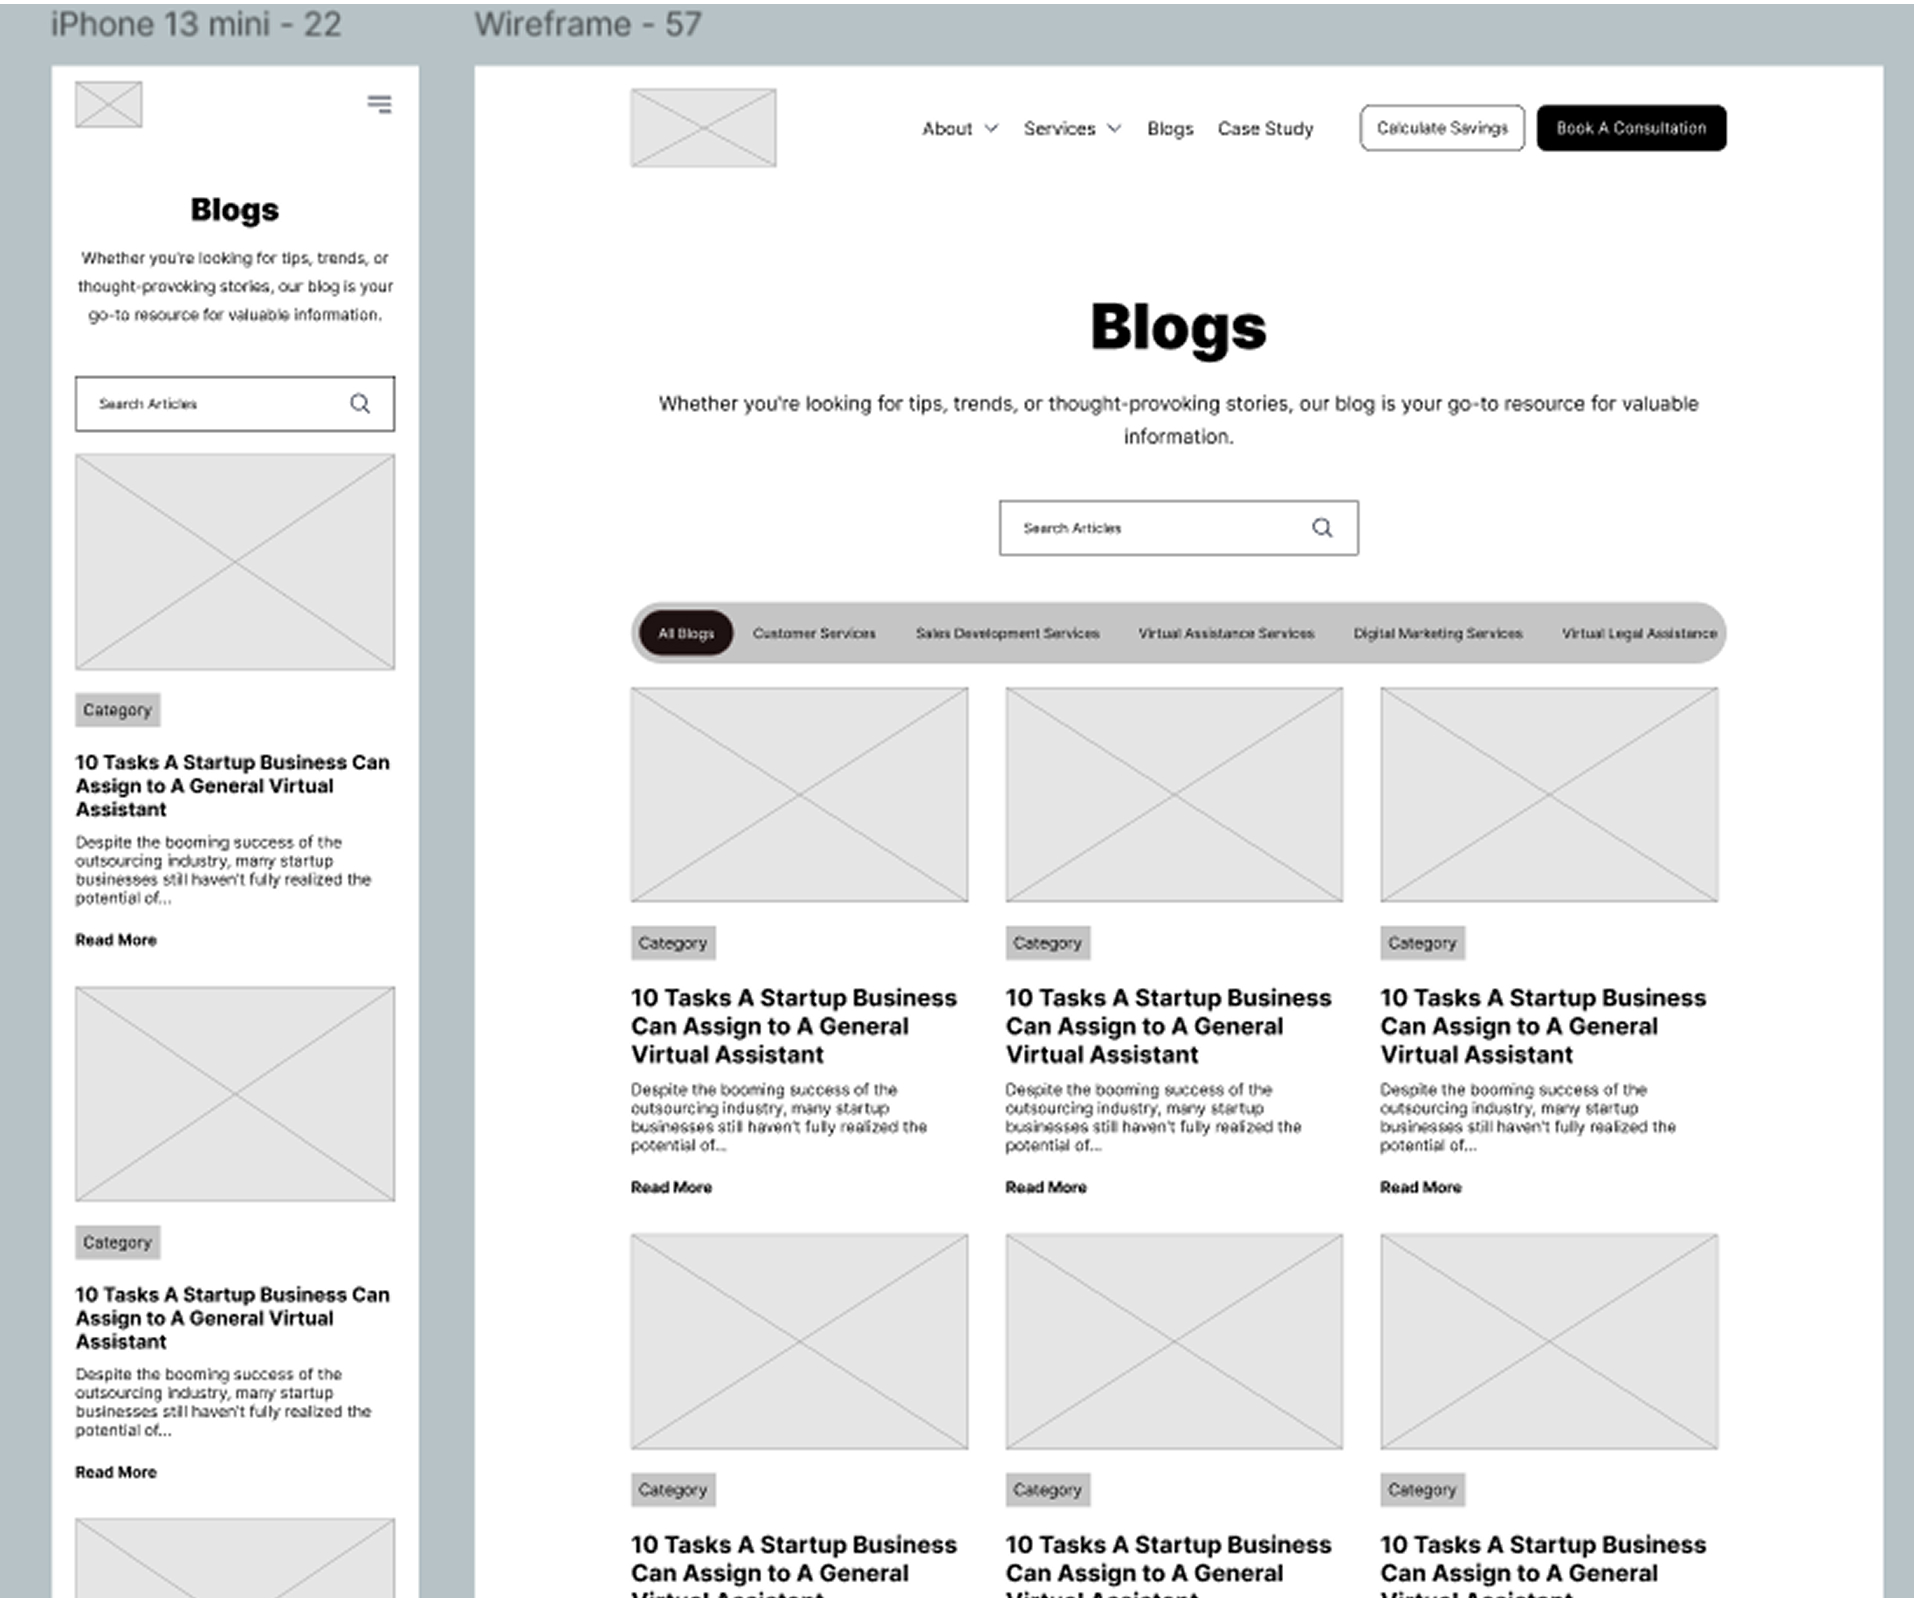 iPhone 13 mini - 22
Blogs
Whether you're looking for tips, trends, or
thought-provoking stories, our blog is your
go-to resource for valuable information.
Search Articles
Category
10 Tasks A Startup Business Can
Assign to A General Virtual
Assistant
Despite the booming success of the
outsourcing industry, many startup
businesses still haven't fully realized the
potential of...
Read More
Category
10 Tasks A Startup Business Can
Assign to A General Virtual
Assistant
Despite the booming success of the
outsourcing industry, many startup
businesses still haven't fully realized the
potential of...
Read More
Wireframe - 57
About Services Blogs Case Study Calculate Savings Book A Consultation
Blogs
Whether you're looking for tips, trends, or thought-provoking stories, our blog is your go-to resource for valuable
information.
Search Articles
All Blogs Customer Services Sales Development Services Virtual Assistance Services Digital Marketing Services Virtual Legal Assistance
Category
10 Tasks A Startup Business
Can Assign to A General
Virtual Assistant
Despite the booming success of the
outsourcing industry, many startup
businesses still haven't fully realized the
potential of...
Read More
Category
10 Tasks A Startup Business
Can Assign to A General
Virtual Assistant
Despite the booming success of the
outsourcing industry, many startup
businesses still haven't fully realized the
potential of...
Read More
Category
10 Tasks A Startup Business
Can Assign to A General
Virtual Assistant
Despite the booming success of the
outsourcing industry, many startup
businesses still haven't fully realized the
potential of...
Read More
Category
10 Tasks A Startup Business
Can Assign to A General
Virtual Assistant
Category
10 Tasks A Startup Business
Can Assign to A General
Virtual Assistant
Category
10 Tasks A Startup Business
Can Assign to A General
Virtual Assistant